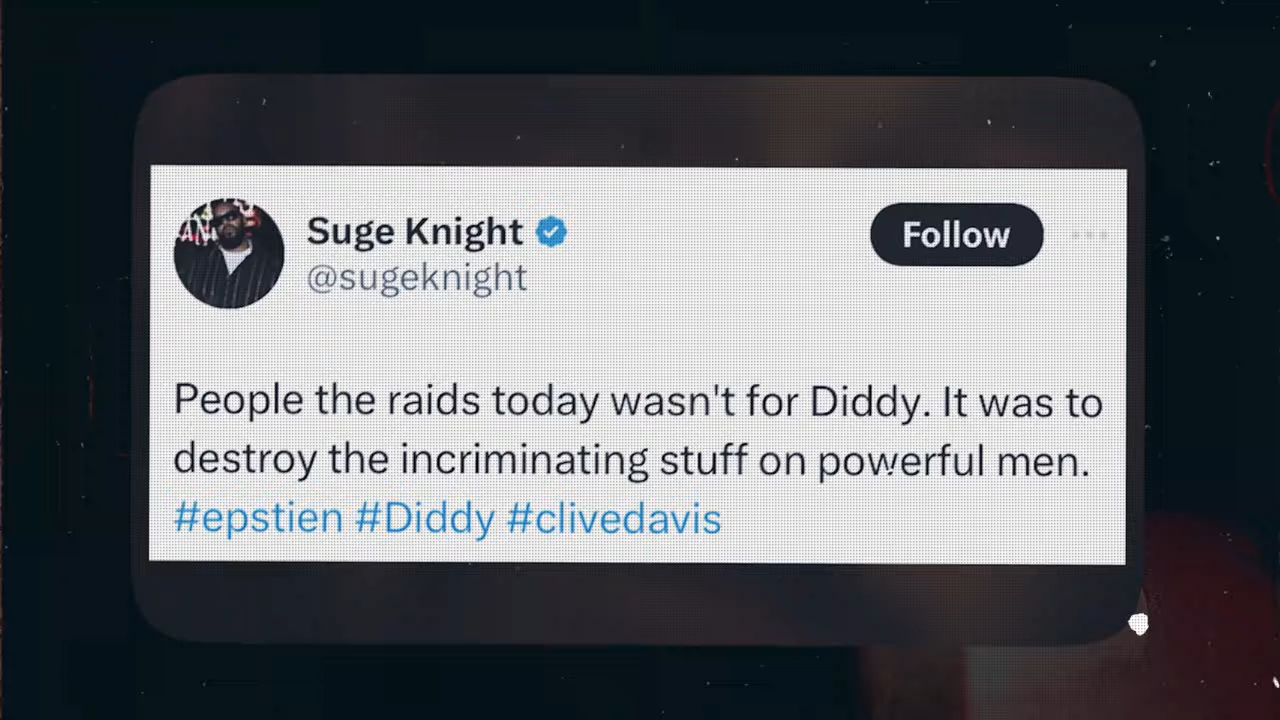 Suge Knight
@sugeknight
Follow
People the raids today wasn't for Diddy. It was to
destroy the incriminating stuff on powerful men.
#epstien #Diddy #clivedavis